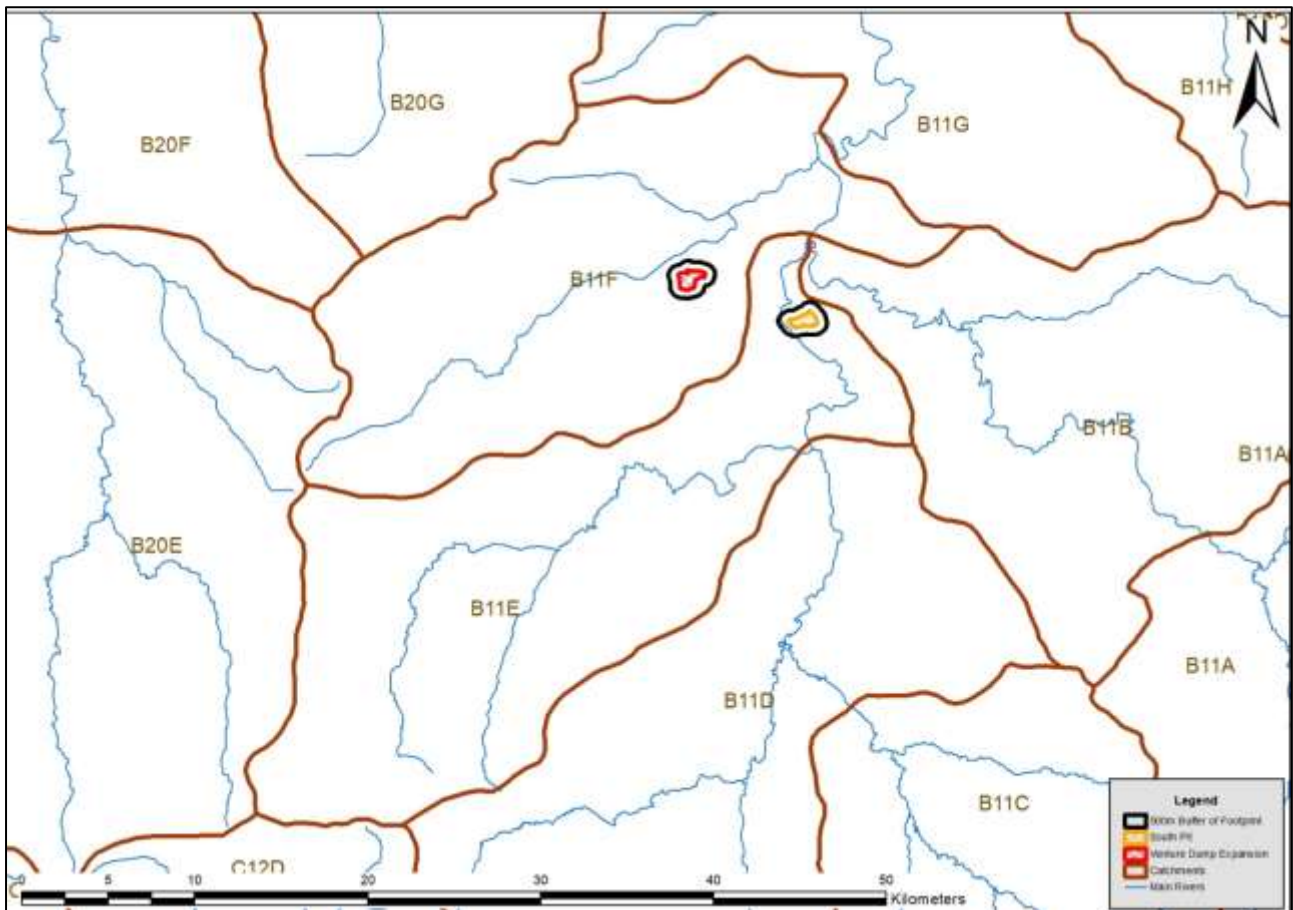 N
B20G
B11H
B11G
B20F
B11F
B11B
B11A
B20E
B11E
B11A
B11D
B11C
C12D
Legend
500m Buffer of Footprint
South Pit
Venture Dump Expansion
Catchments
Main Rivers
0 5 10 20 30 40 50
Kilometers